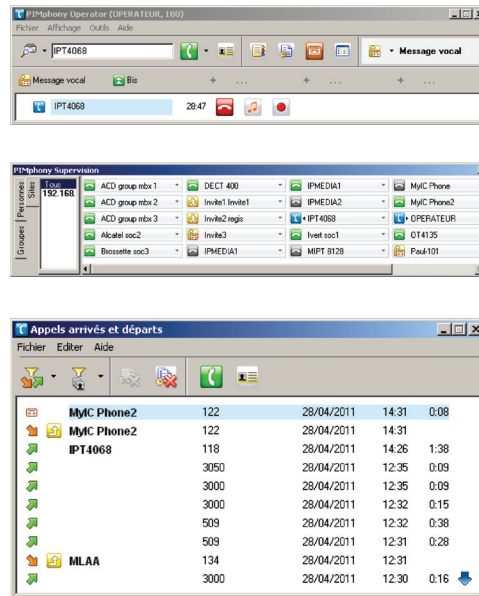 PIMphony Operator (OPERATEUR, 100)
Fichier Affichage Outils Aide
IPT4068 Message vocal
Message vocal Bis + ... + ... + ...
IPT4068 28:47
PIMphony Supervision
Personnes Groupes Sites
Tous
192.168.
ACD group mbx 1 DECT 400 IPMEDIA1 MyIC Phone
ACD group mbx 2 Invite1 Invite1 IPMEDIA2 MyIC Phone2
ACD group mbx 3 Invite2 regis IPT4068 OPERATEUR
Alcatel soc2 Invite3 Ivert soc1 OT4135
Brossette soc3 IPMEDIA1 MIPT 8128 Paul-101
Appels arrivés et départs
Fichier Editer Aide
MyIC Phone2 122 28/04/2011 14:31 0:08
MyIC Phone2 122 28/04/2011 14:31
IPT4068 118 28/04/2011 14:26 1:38
3050 28/04/2011 12:35 0:09
3000 28/04/2011 12:35 0:09
3000 28/04/2011 12:32 0:15
509 28/04/2011 12:32 0:38
509 28/04/2011 12:31 0:28
MLAA 134 28/04/2011 12:31
3000 28/04/2011 12:30 0:16